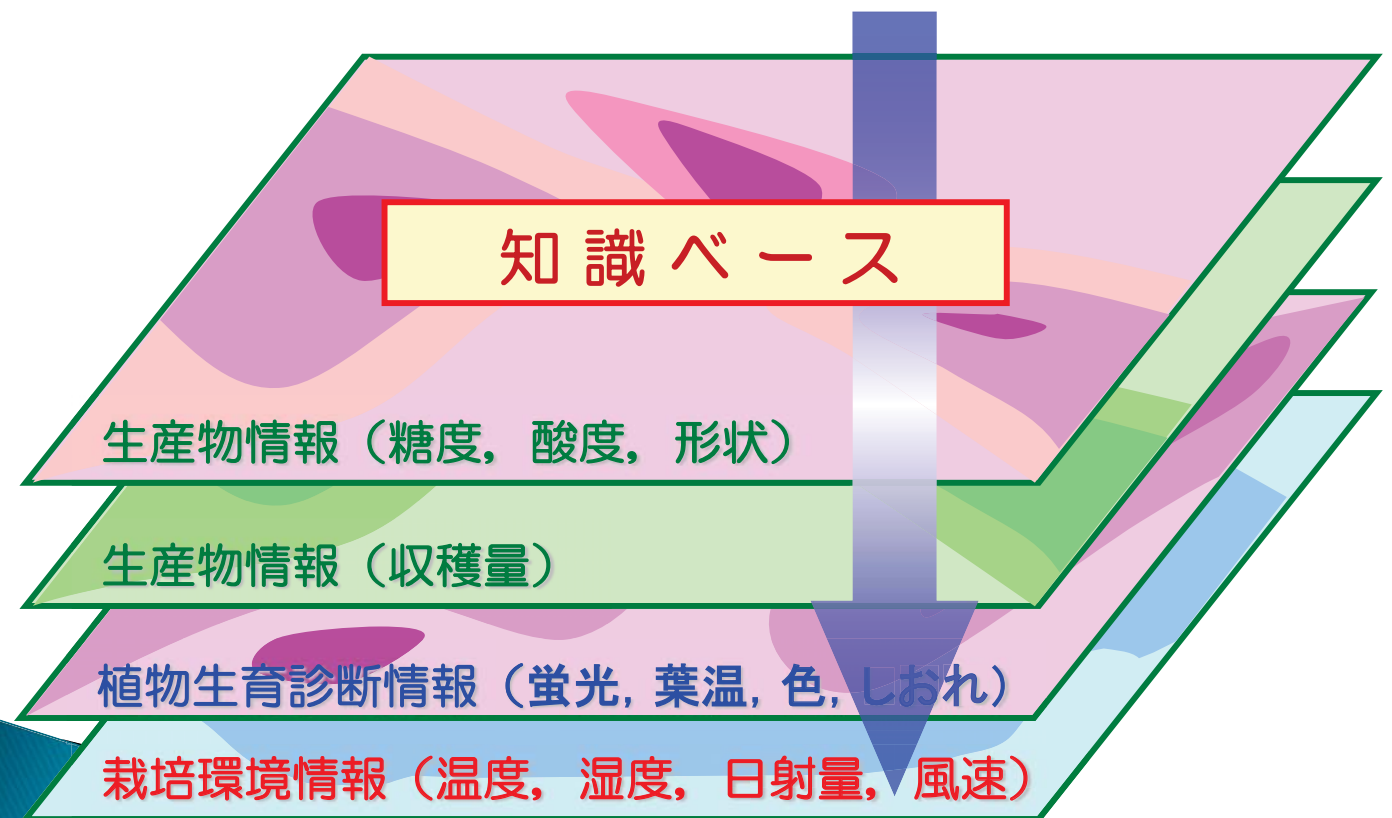 知識ベース
生産物情報（糖度，酸度，形状）
生産物情報（収穫量）
植物生育診断情報（蛍光，葉温，色，しおれ）
栽培環境情報（温度，湿度，日射量，風速）